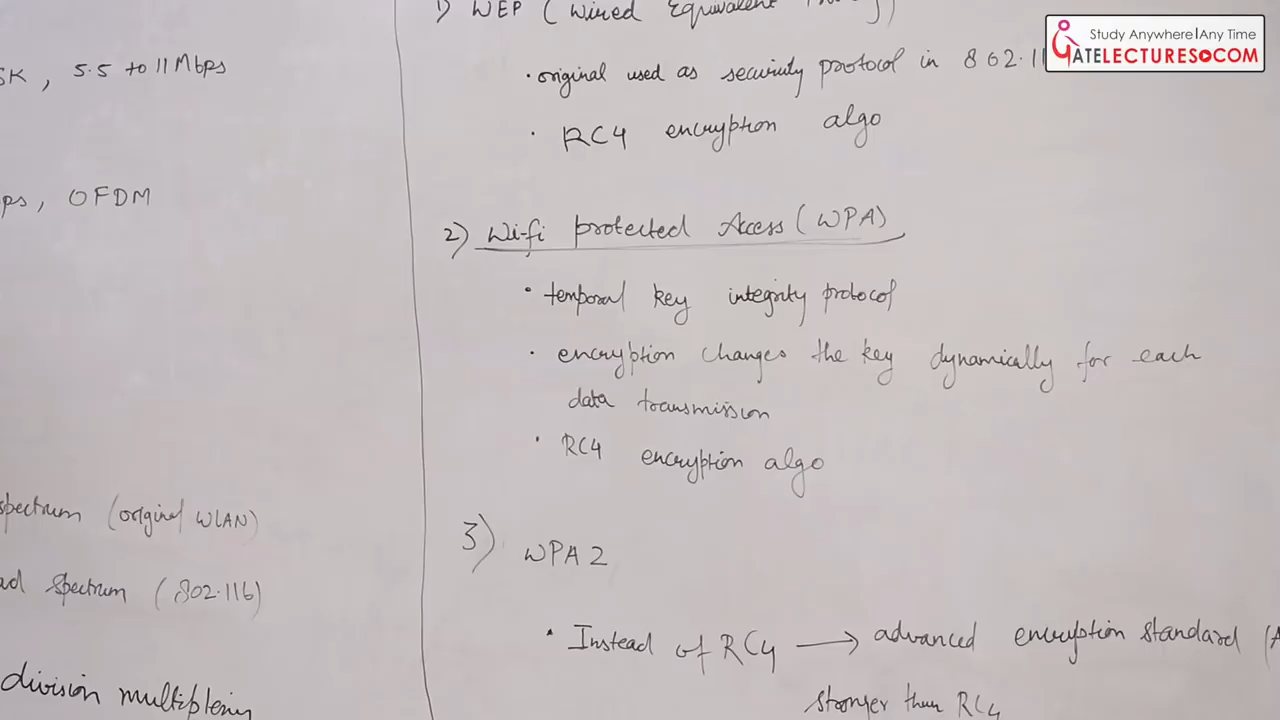 SK, 5.5 to 11 Mbps
ps, OFDM
spectrum (original WLAN)
ad spectrum (802.11b)
division multiplexing
1) WEP (Wired Equivalent
• original used as security protocol in 802.11
• RC4 encryption algo
2) Wi-fi protected Access (WPA)
• temporal key integrity protocol
• encryption changes the key dynamically for each
data transmission
• RC4 encryption algo
3) WPA2
• Instead of RC4 → advanced encryption standard (A
stronger than RC4
Study Anywhere|Any Time
GATELECTURES.COM